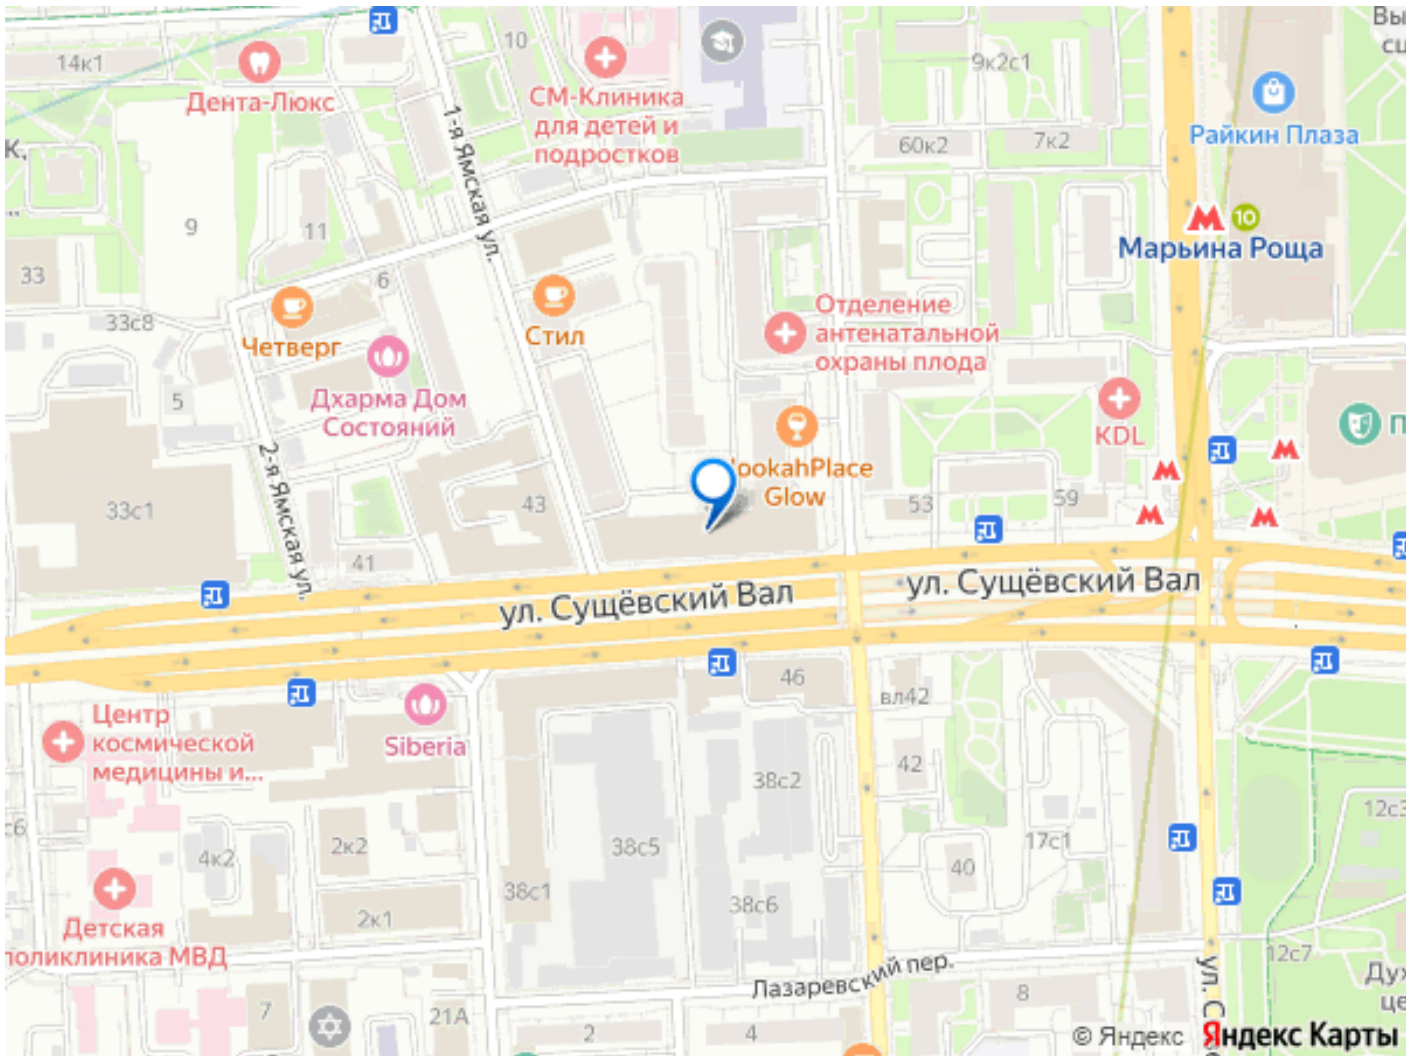 14к1
Дента-Люкс
10
1-я Ямская ул.
СМ-Клиника
для детей и
подростков
9к2с1
60к2
7к2
Райкин Плаза
10
Марьина Роща
К,
33
9
11
6
33с8
Четверг
Стил
Отделение
антенатальной
охраны плода
Дхарма Дом
Состояний
5
2-я Ямская ул.
33с1
43
41
ookahPlace
Glow
KDL
53
59
ул. Сущёвский Вал
ул. Сущёвский Вал
46
вл42
Центр
космической
медицины и...
Siberia
38с2
42
12с3
4к2
2к2
38с5
17с1
40
38с1
38с6
2к1
Детская
поликлиника МВД
Лазаревский пер.
12с7
7
21А
2
4
8
© Яндекс
Яндекс Карты